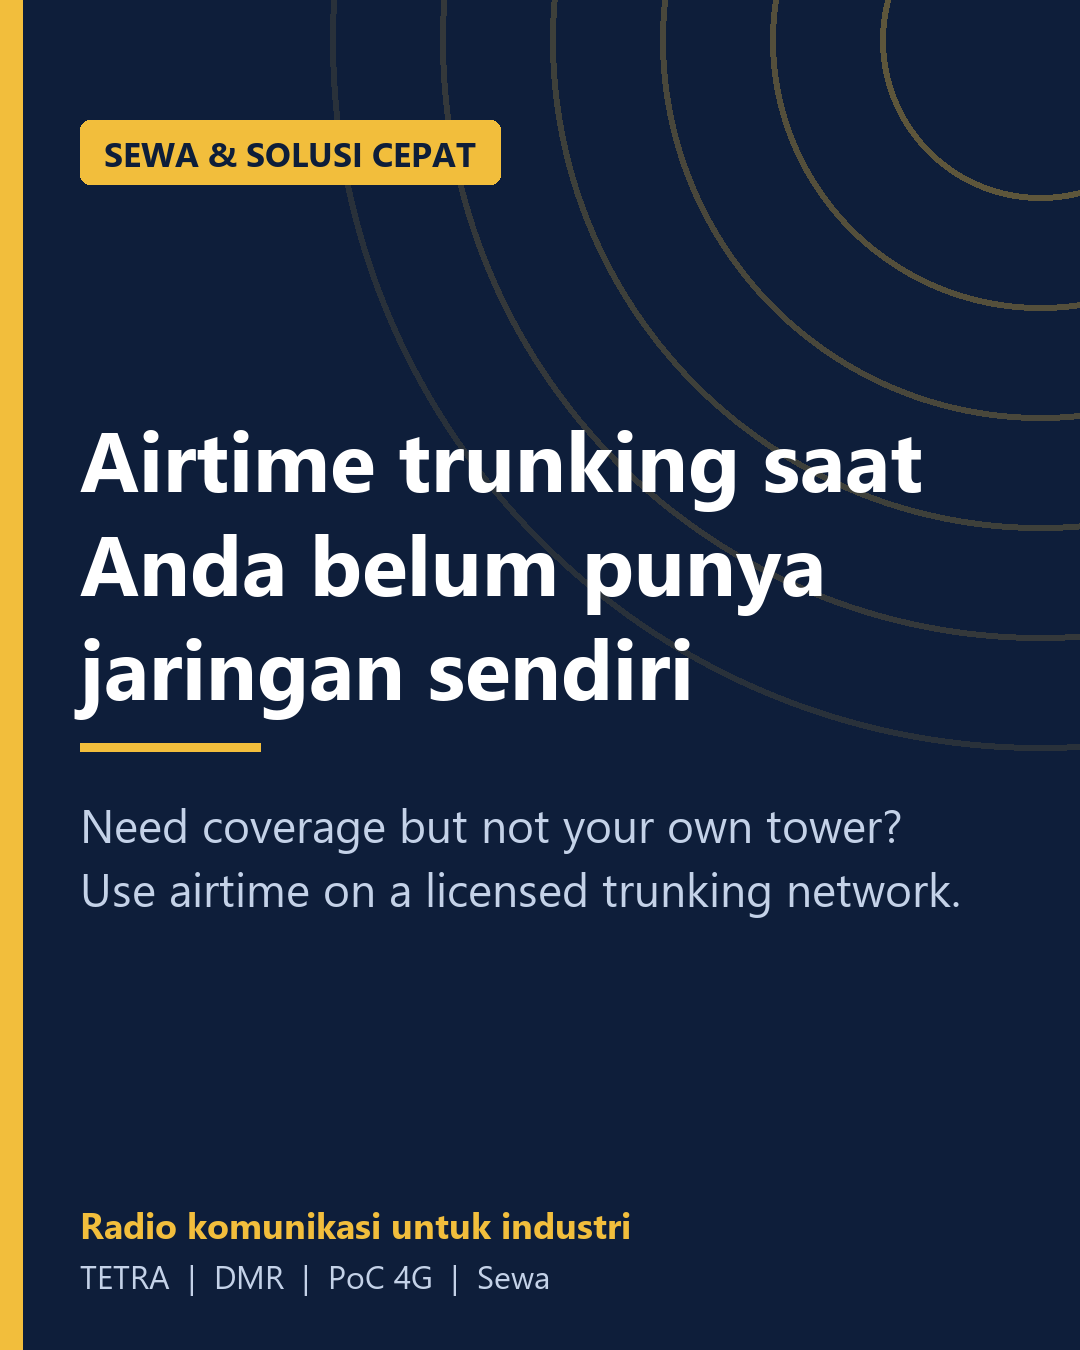 SEWA & SOLUSI CEPAT
Airtime trunking saat
Anda belum punya
jaringan sendiri
Need coverage but not your own tower?
Use airtime on a licensed trunking network.
Radio komunikasi untuk industri
TETRA | DMR | PoC 4G | Sewa